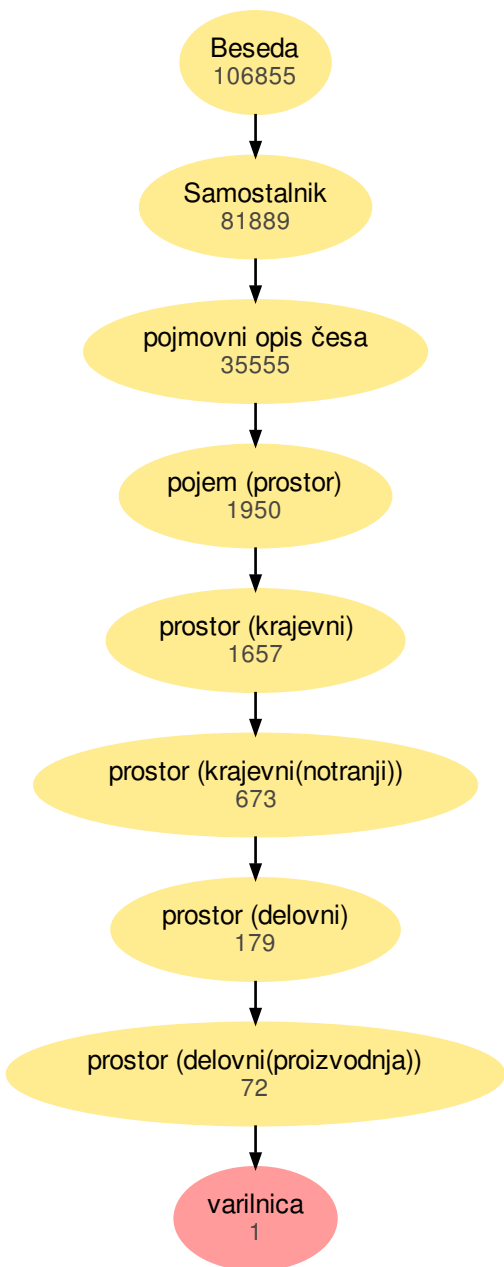 Beseda
106855
Samostalnik
81889
pojmovni opis česa
35555
pojem (prostor)
1950
prostor (krajevni)
1657
prostor (krajevni(notranji))
673
prostor (delovni)
179
prostor (delovni(proizvodnja))
72
varilnica
1